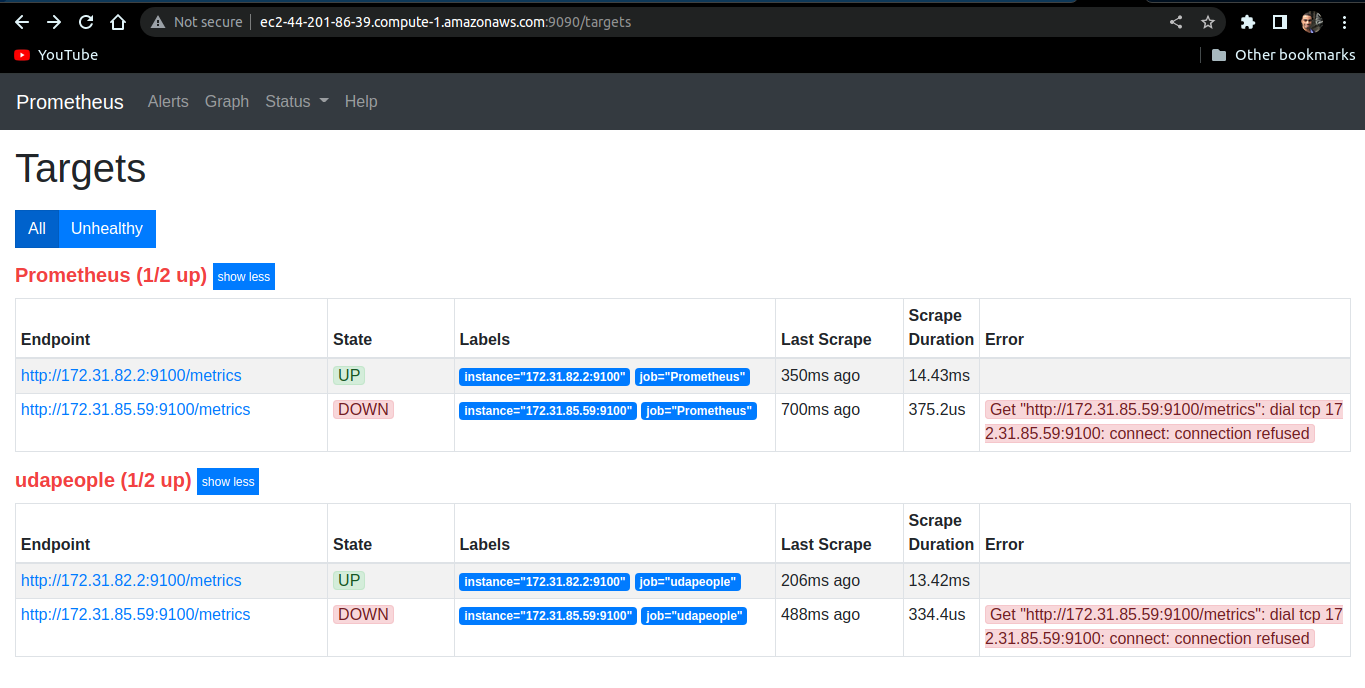 Not secure | ec2-44-201-86-39.compute-1.amazonaws.com:9090/targets
YouTube
Other bookmarks
Prometheus Alerts Graph Status Help
Targets
All Unhealthy
Prometheus (1/2 up) show less
Endpoint State Labels Last Scrape Scrape Duration Error
http://172.31.82.2:9100/metrics UP instance="172.31.82.2:9100" job="Prometheus" 350ms ago 14.43ms
http://172.31.85.59:9100/metrics DOWN instance="172.31.85.59:9100" job="Prometheus" 700ms ago 375.2us Get "http://172.31.85.59:9100/metrics": dial tcp 17
2.31.85.59:9100: connect: connection refused
udapeople (1/2 up) show less
Endpoint State Labels Last Scrape Scrape Duration Error
http://172.31.82.2:9100/metrics UP instance="172.31.82.2:9100" job="udapeople" 206ms ago 13.42ms
http://172.31.85.59:9100/metrics DOWN instance="172.31.85.59:9100" job="udapeople" 488ms ago 334.4us Get "http://172.31.85.59:9100/metrics": dial tcp 17
2.31.85.59:9100: connect: connection refused